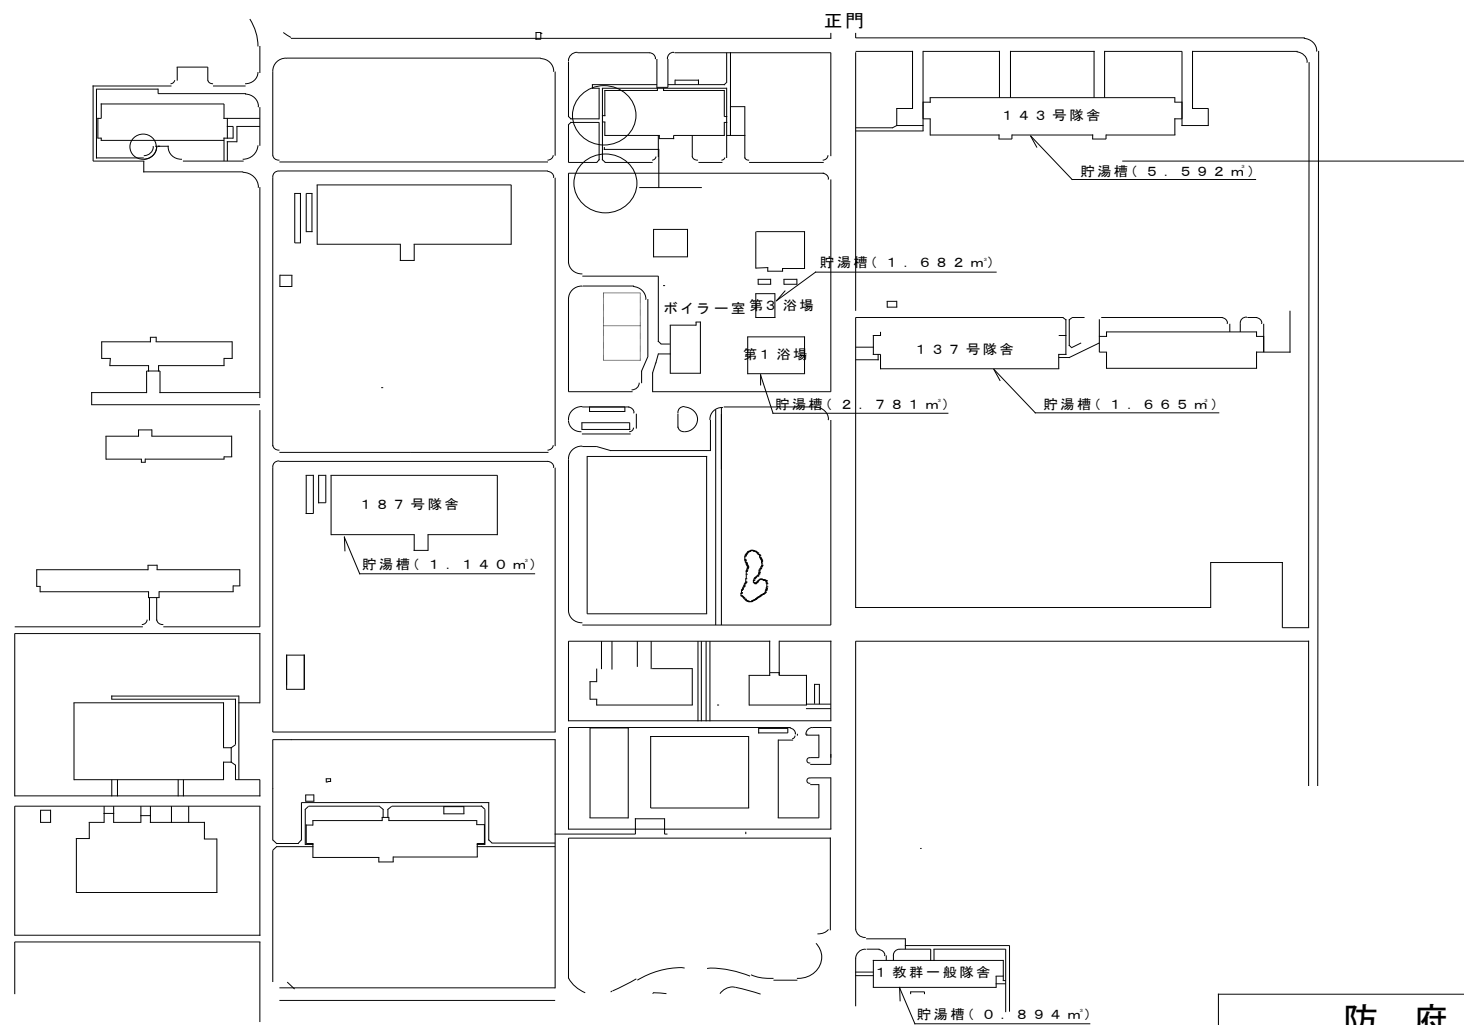 正門
１４３号隊舎
貯湯槽（５．５９２㎥）
貯湯槽（１．６８２㎥）
ボイラー室
第３浴場
第１浴場
１３７号隊舎
貯湯槽（２．７８１㎥）
貯湯槽（１．６６５㎥）
１８７号隊舎
貯湯槽（１．１４０㎥）
１教群一般隊舎
貯湯槽（０．８９４㎥）
防府